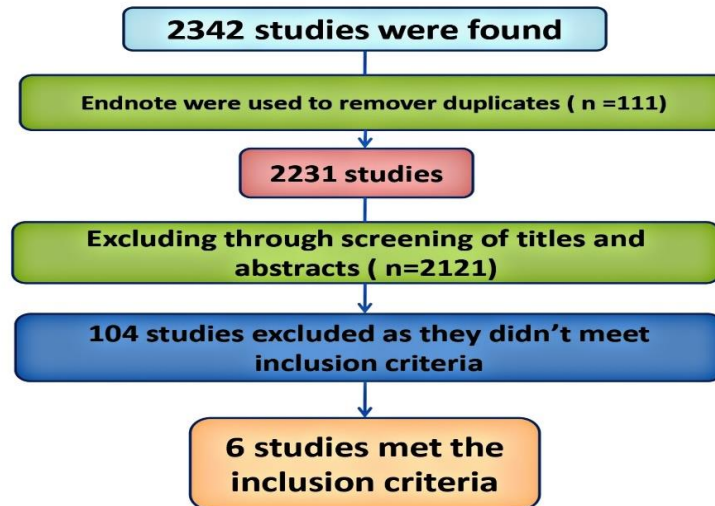 2342 studies were found
Endnote were used to remover duplicates ( n =111)
2231 studies
Excluding through screening of titles and
abstracts ( n=2121)
104 studies excluded as they didn’t meet
inclusion criteria
6 studies met the
inclusion criteria